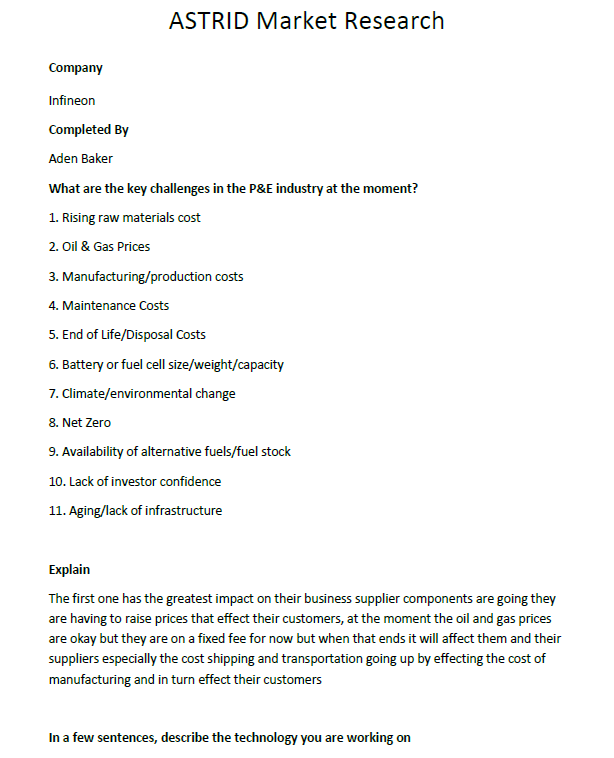 ASTRID Market Research
Company
Infineon
Completed By
Aden Baker
What are the key challenges in the P&E industry at the moment?
1. Rising raw materials cost
2. Oil & Gas Prices
3. Manufacturing/production costs
4. Maintenance Costs
5. End of Life/Disposal Costs
6. Battery or fuel cell size/weight/capacity
7. Climate/environmental change
8. Net Zero
9. Availability of alternative fuels/fuel stock
10. Lack of investor confidence
11. Aging/lack of infrastructure
Explain
The first one has the greatest impact on their business supplier components are going they
are having to raise prices that effect their customers, at the moment the oil and gas prices
are okay but they are on a fixed fee for now but when that ends it will affect them and their
suppliers especially the cost shipping and transportation going up by effecting the cost of
manufacturing and in turn effect their customers
In a few sentences, describe the technology you are working on